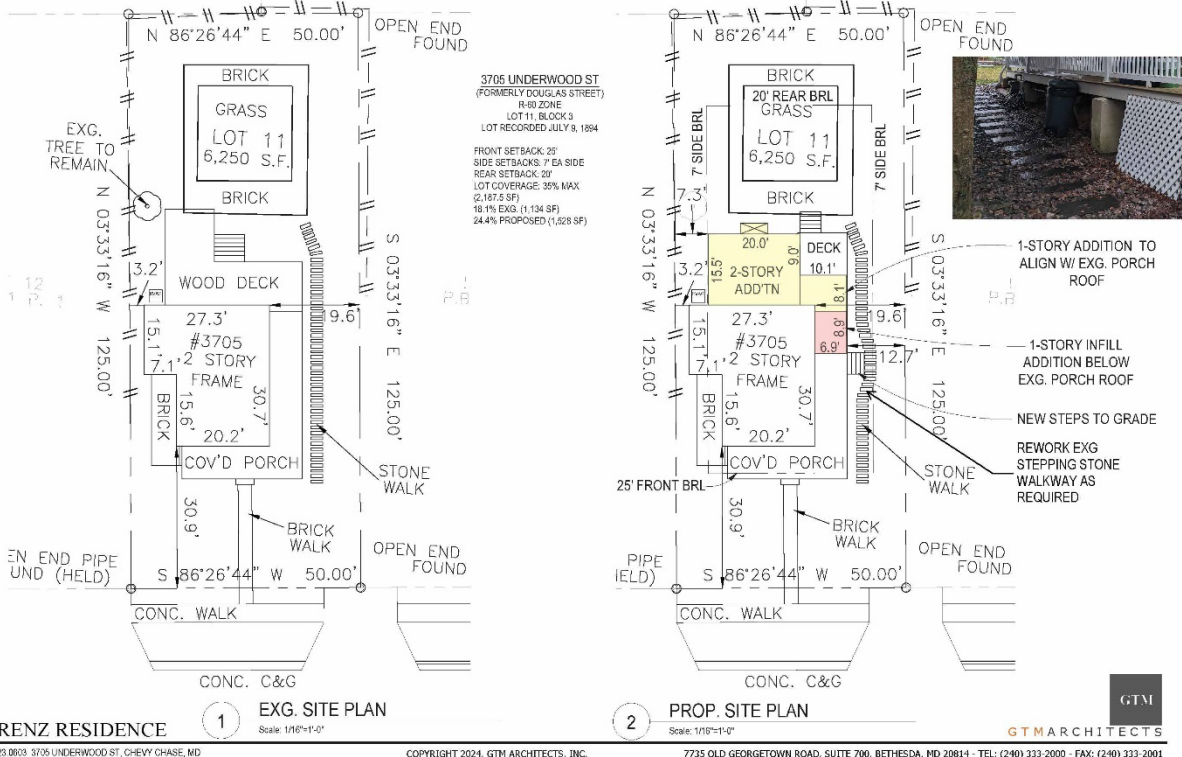 N 86°26'44" E 50.00'
OPEN END
FOUND
BRICK
GRASS
LOT 11
6,250 S.F.
BRICK
EXG.
TREE TO
REMAIN
N 03°33'16" W 125.00'
S 03°33'16" E 125.00'
3.2'
WOOD DECK
19.6'
27.3'
#3705
2 STORY
FRAME
15.1'
7.1'
BRICK
15.6'
30.7'
20.2'
COV'D PORCH
STONE
WALK
30.9'
BRICK
WALK
EN END PIPE
UND (HELD)
OPEN END
FOUND
S 86°26'44" W 50.00'
CONC. WALK
CONC. C&G
1
EXG. SITE PLAN
Scale: 1/16"=1'-0"
3705 UNDERWOOD ST
(FORMERLY DOUGLAS STREET)
R-60 ZONE
LOT 11, BLOCK 3
LOT RECORDED JULY 9, 1894
FRONT SETBACK: 25'
SIDE SETBACKS: 7' EA SIDE
REAR SETBACK: 20'
LOT COVERAGE: 35% MAX
(2,187.5 SF)
18.1% EXG. (1,134 SF)
24.4% PROPOSED (1,528 SF)
N 86°26'44" E 50.00'
OPEN END
FOUND
BRICK
20' REAR BRL
GRASS
LOT 11
6,250 S.F.
BRICK
7' SIDE BRL
7' SIDE BRL
7.3'
N 03°33'16" W 125.00'
S 03°33'16" E 125.00'
20.0'
15.5'
9.0'
2-STORY
ADD'TN
DECK
10.1'
8.1'
3.2'
19.6'
27.3'
#3705
2 STORY
FRAME
8.9'
6.9'
12.7'
15.1'
7.1'
BRICK
15.6'
30.7'
20.2'
COV'D PORCH
25' FRONT BRL
STONE
WALK
30.9'
BRICK
WALK
PIPE
IELD)
OPEN END
FOUND
S 86°26'44" W 50.00'
CONC. WALK
CONC. C&G
1-STORY ADDITION TO
ALIGN W/ EXG. PORCH
ROOF
1-STORY INFILL
ADDITION BELOW
EXG. PORCH ROOF
NEW STEPS TO GRADE
REWORK EXG
STEPPING STONE
WALKWAY AS
REQUIRED
2
PROP. SITE PLAN
Scale: 1/16"=1'-0"
GTM
GTMARCHITECTS
RENZ RESIDENCE
23.0603 3705 UNDERWOOD ST, CHEVY CHASE, MD
COPYRIGHT 2024, GTM ARCHITECTS, INC.
7735 OLD GEORGETOWN ROAD, SUITE 700, BETHESDA, MD 20814 - TEL: (240) 333-2000 - FAX: (240) 333-2001